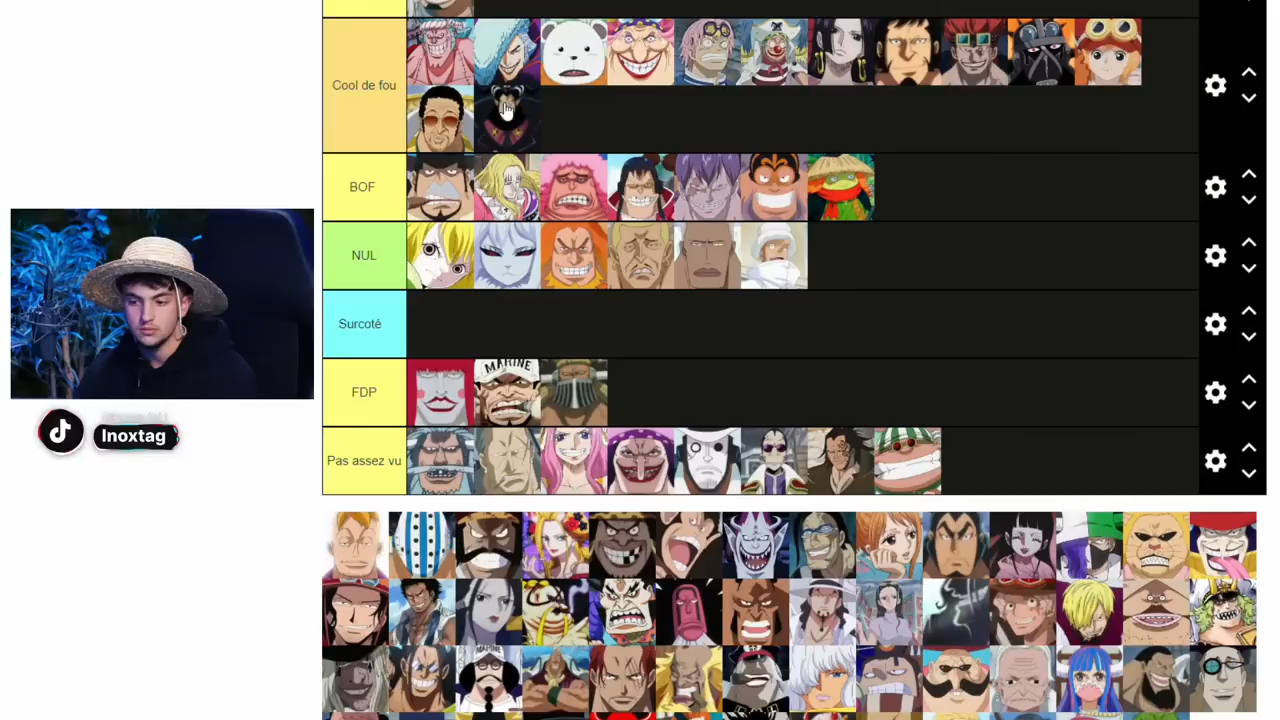 Cool de fou
BOF
NUL
Surcoté
FDP
MARINE
Pas assez vu
Inoxtag